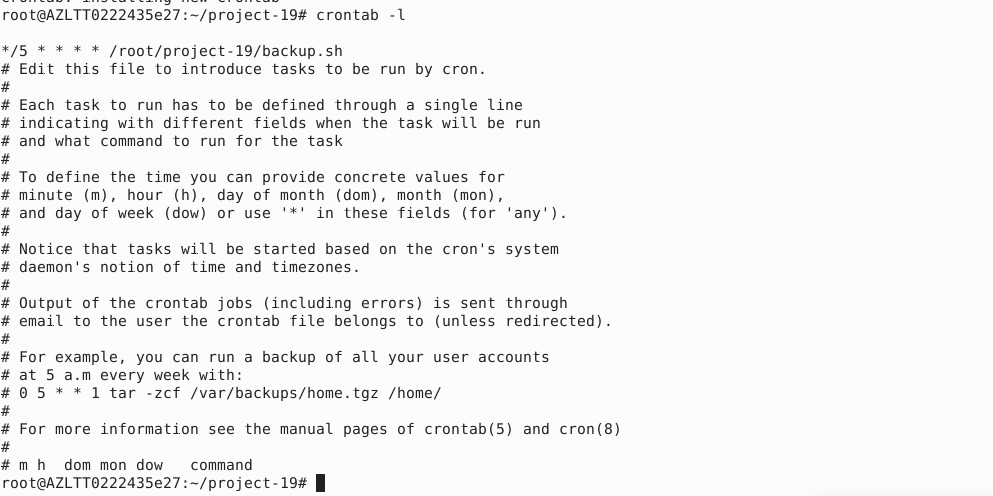 crontab: installing new crontab
root@AZLTT0222435e27:~/project-19# crontab -l
*/5 * * * * /root/project-19/backup.sh
# Edit this file to introduce tasks to be run by cron.
#
# Each task to run has to be defined through a single line
# indicating with different fields when the task will be run
# and what command to run for the task
#
# To define the time you can provide concrete values for
# minute (m), hour (h), day of month (dom), month (mon),
# and day of week (dow) or use '*' in these fields (for 'any').
#
# Notice that tasks will be started based on the cron's system
# daemon's notion of time and timezones.
#
# Output of the crontab jobs (including errors) is sent through
# email to the user the crontab file belongs to (unless redirected).
#
# For example, you can run a backup of all your user accounts
# at 5 a.m every week with:
# 0 5 * * 1 tar -zcf /var/backups/home.tgz /home/
#
# For more information see the manual pages of crontab(5) and cron(8)
#
# m h  dom mon dow   command
root@AZLTT0222435e27:~/project-19#